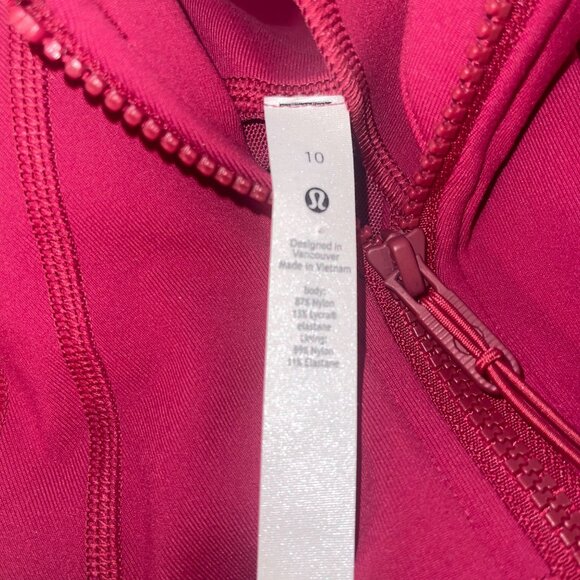 10
Designed in
Vancouver
Made in Vietnam
body:
87% Nylon
13% Lycra®
elastane
Lining:
89% Nylon
11% Elastane